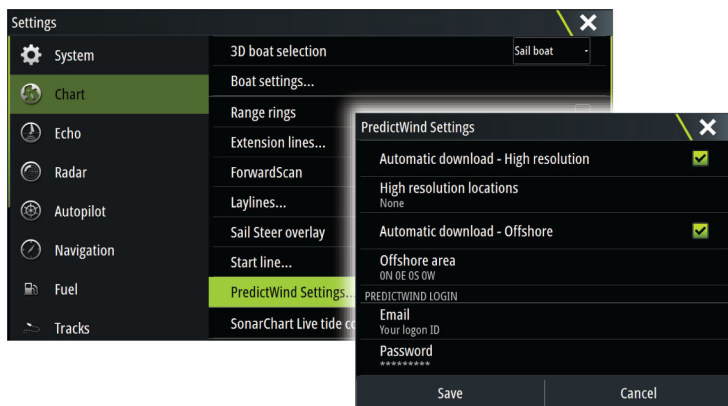 Settings
System
Chart
Echo
Radar
Autopilot
Navigation
Fuel
Tracks
3D boat selection
Sail boat
Boat settings...
Range rings
Extension lines...
ForwardScan
Laylines...
Sail Steer overlay
Start line...
PredictWind Settings...
SonarChart Live tide
PredictWind Settings
Automatic download - High resolution
High resolution locations
None
Automatic download - Offshore
Offshore area
0N 0E 0S 0W
PREDICTWIND LOGIN
Email
Your logon ID
Password
*********
Save
Cancel